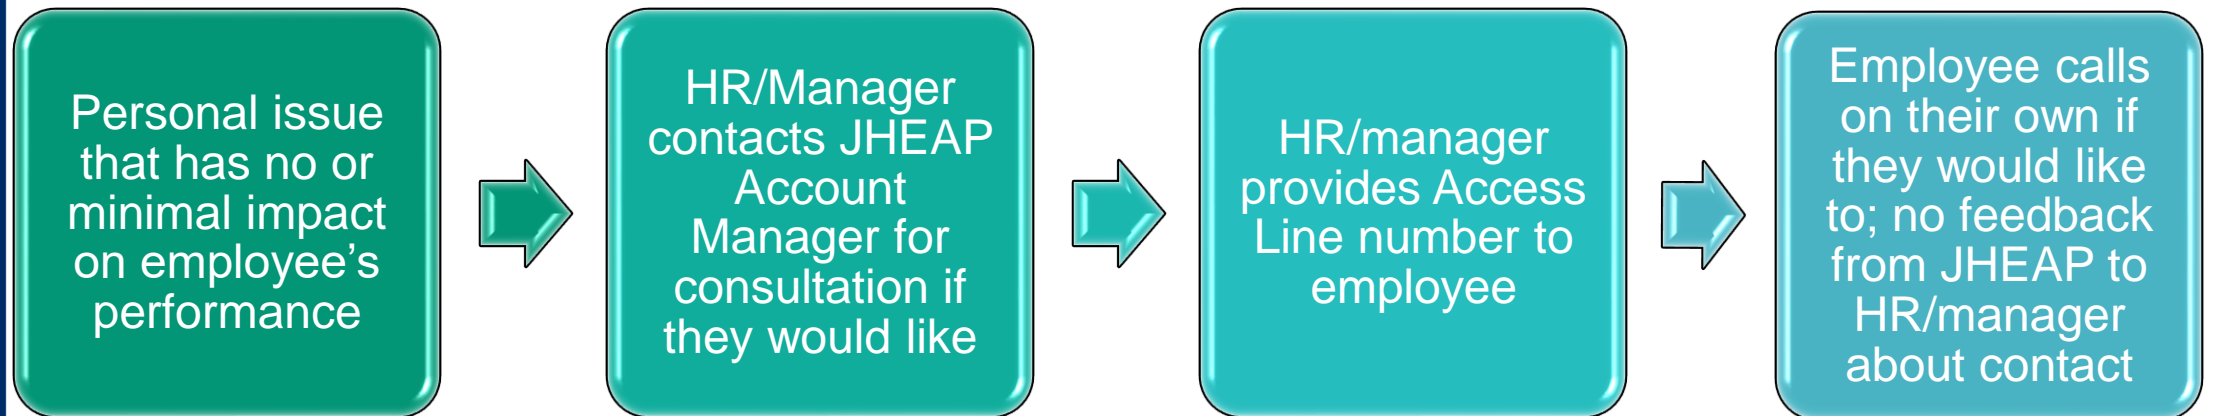 Personal issue
that has no or
minimal impact
on employee’s
performance
HR/Manager
contacts JHEAP
Account
Manager for
consultation if
they would like
HR/manager
provides Access
Line number to
employee
Employee calls
on their own if
they would like
to; no feedback
from JHEAP to
HR/manager
about contact